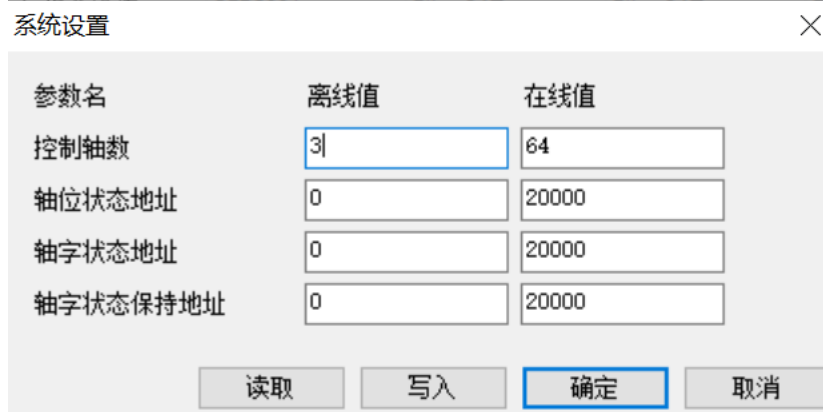 系统设置
参数名 离线值 在线值
控制轴数 3 64
轴位状态地址 0 20000
轴字状态地址 0 20000
轴字状态保持地址 0 20000
读取 写入 确定 取消